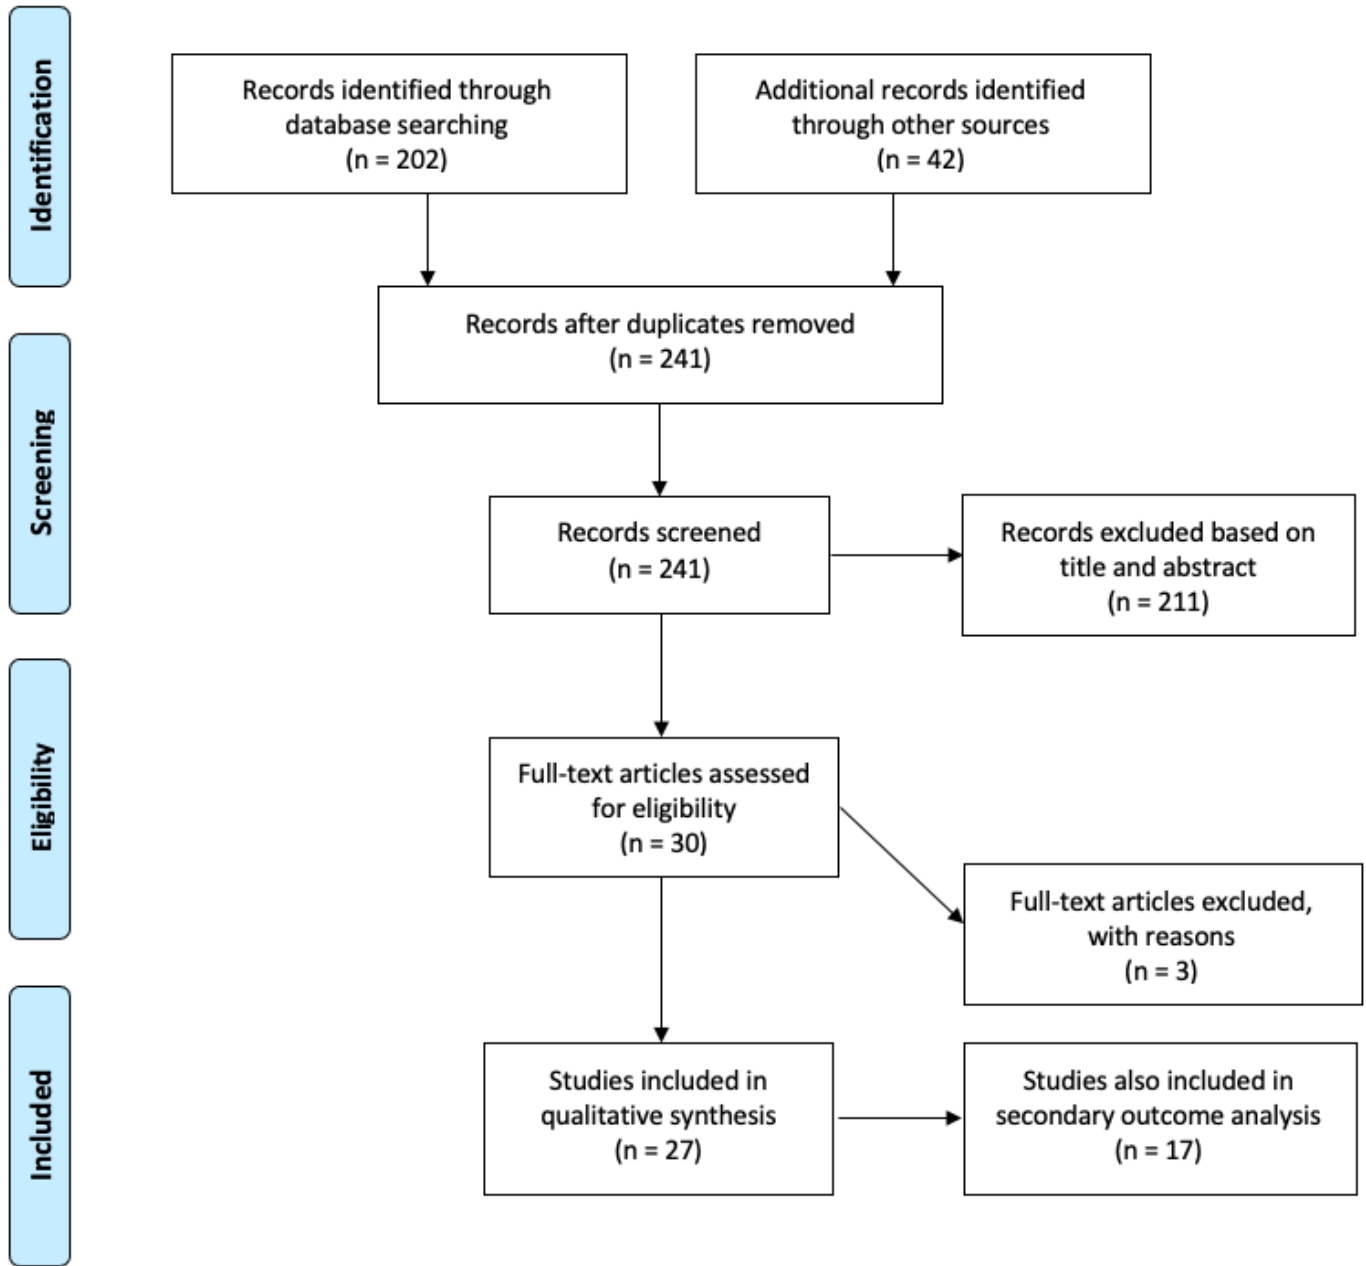 Identification
Records identified through
database searching
(n = 202)
Additional records identified
through other sources
(n = 42)
Records after duplicates removed
(n = 241)
Screening
Records screened
(n = 241)
Records excluded based on
title and abstract
(n = 211)
Eligibility
Full-text articles assessed
for eligibility
(n = 30)
Full-text articles excluded,
with reasons
(n = 3)
Included
Studies included in
qualitative synthesis
(n = 27)
Studies also included in
secondary outcome analysis
(n = 17)